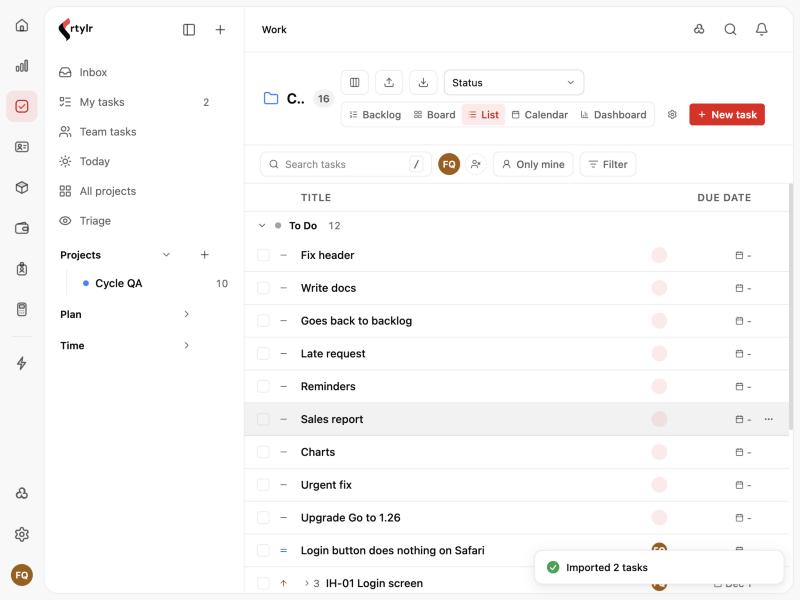 rtylr
Inbox
My tasks 2
Team tasks
Today
All projects
Triage
Projects
Cycle QA 10
Plan
Time
FQ
Work
C.. 16
Status
Backlog Board List Calendar Dashboard
+ New task
Search tasks /
FQ
Only mine
Filter
TITLE DUE DATE
To Do 12
Fix header -
Write docs -
Goes back to backlog -
Late request -
Reminders -
Sales report - ...
Charts -
Urgent fix -
Upgrade Go to 1.26 -
Login button does nothing on Safari
3 IH-01 Login screen
Imported 2 tasks